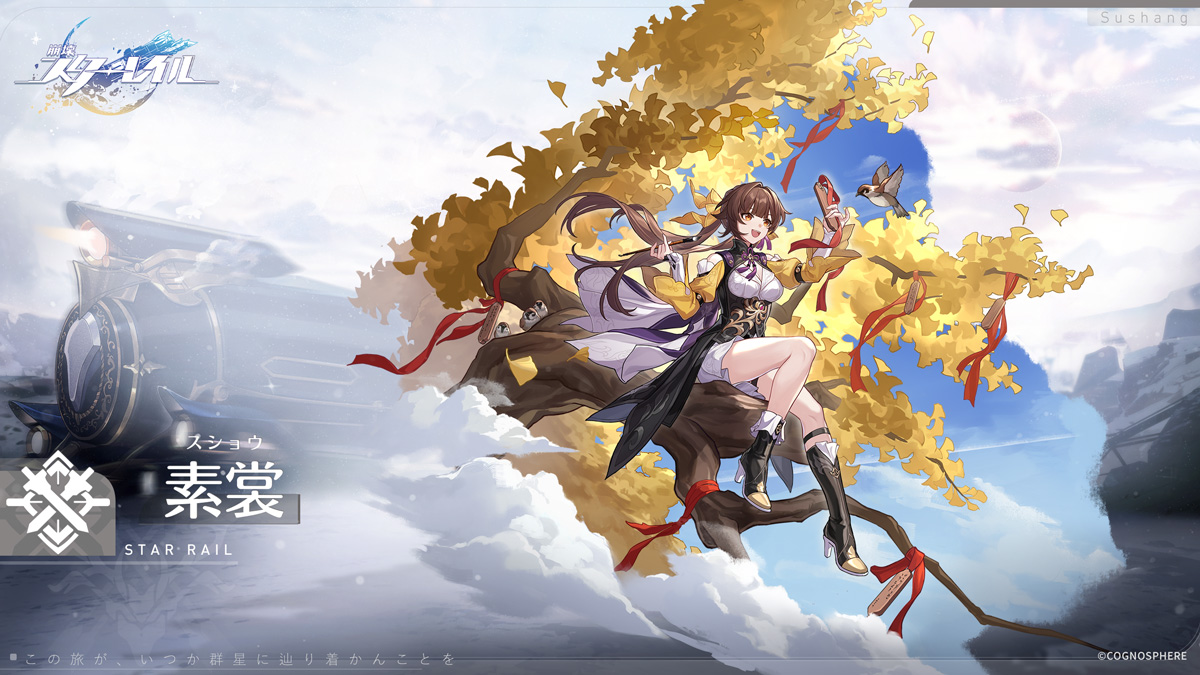 Sushang
崩壊
スターレイル
スショウ
素裳
STAR RAIL
この旅が、いつか群星に辿り着かんことを
©COGNOSPHERE